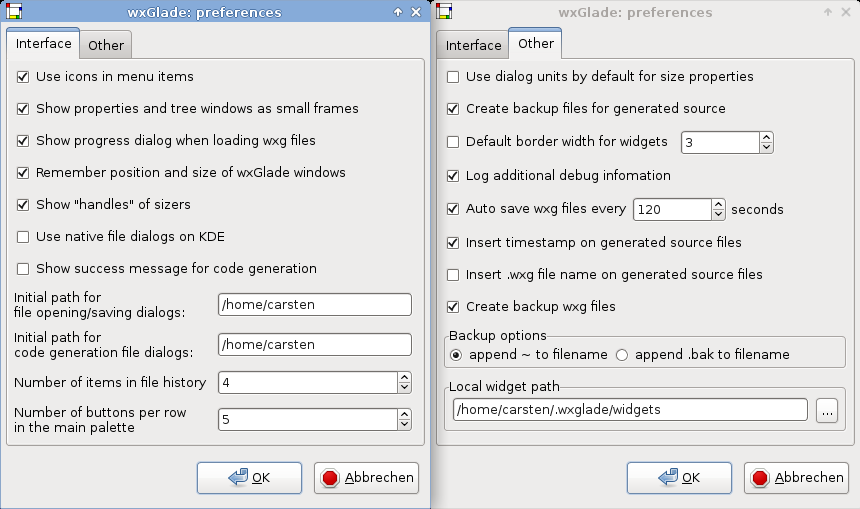 wxGlade: preferences
Interface
Other
Use icons in menu items
Show properties and tree windows as small frames
Show progress dialog when loading wxg files
Remember position and size of wxGlade windows
Show "handles" of sizers
Use native file dialogs on KDE
Show success message for code generation
Initial path for
file opening/saving dialogs:
/home/carsten
Initial path for
code generation file dialogs:
/home/carsten
Number of items in file history
4
Number of buttons per row
in the main palette
5
OK
Abbrechen
wxGlade: preferences
Interface
Other
Use dialog units by default for size properties
Create backup files for generated source
Default border width for widgets
3
Log additional debug infomation
Auto save wxg files every 120 seconds
Insert timestamp on generated source files
Insert .wxg file name on generated source files
Create backup wxg files
Backup options
append ~ to filename
append .bak to filename
Local widget path
/home/carsten/.wxglade/widgets
...
OK
Abbrechen